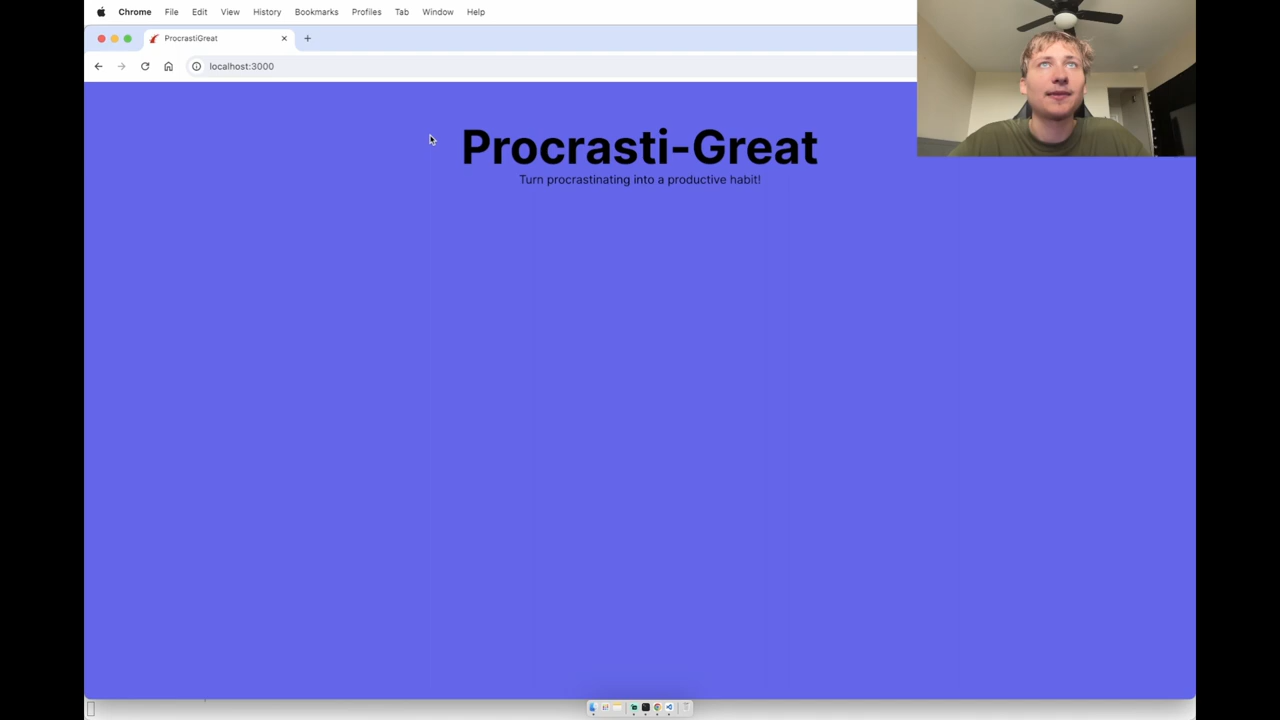 Chrome File Edit View History Bookmarks Profiles Tab Window Help
ProcrastiGreat
localhost:3000
Procrasti-Great
Turn procrastinating into a productive habit!